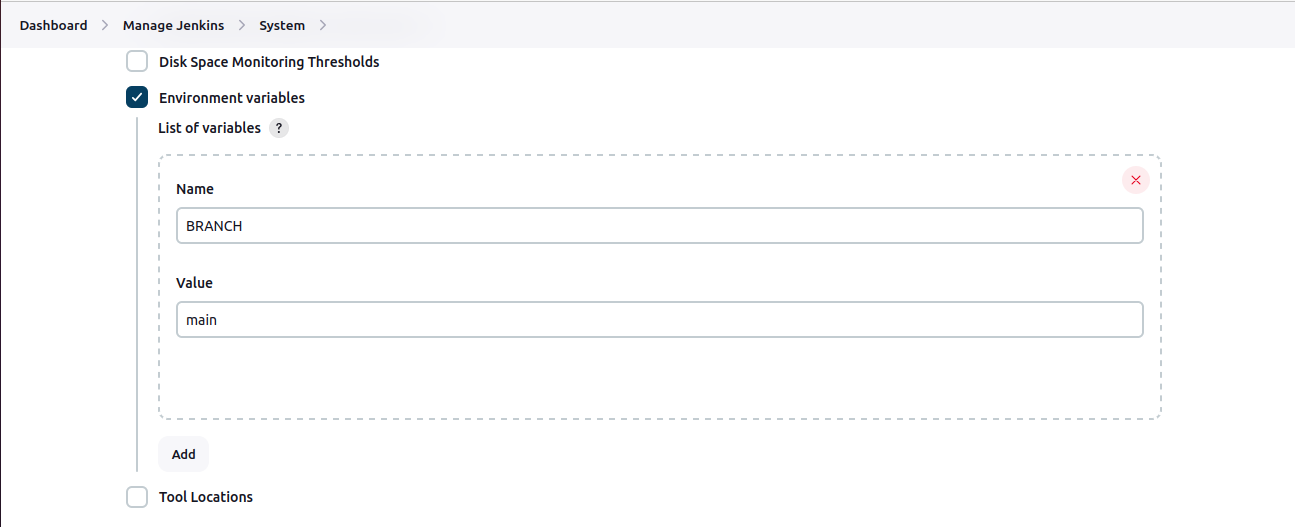 Dashboard > Manage Jenkins > System >
Disk Space Monitoring Thresholds
Environment variables
List of variables ?
Name
BRANCH
Value
main
Add
Tool Locations